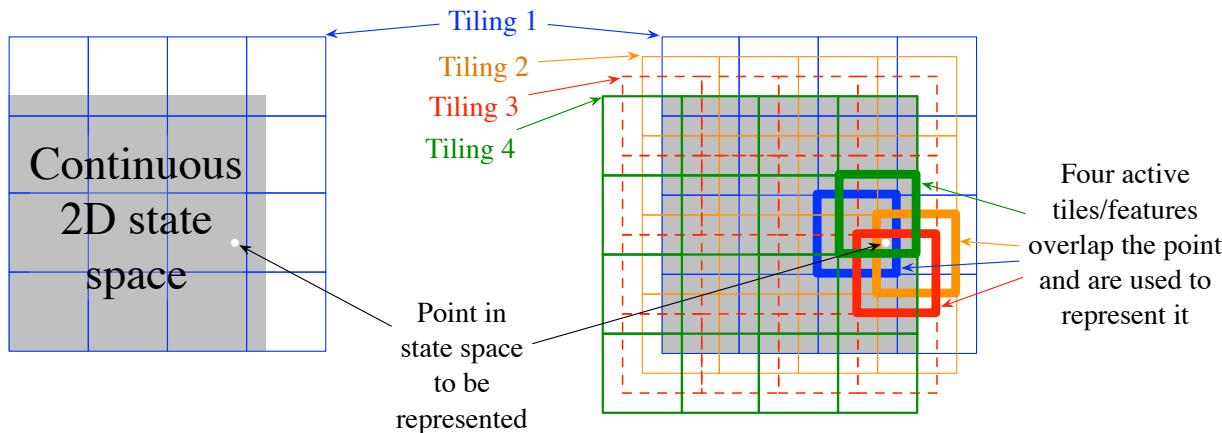 Tiling 1
Tiling 2
Tiling 3
Tiling 4
Continuous
2D state
space
Point in
state space
to be
represented
Four active
tiles/features
overlap the point
and are used to
represent it